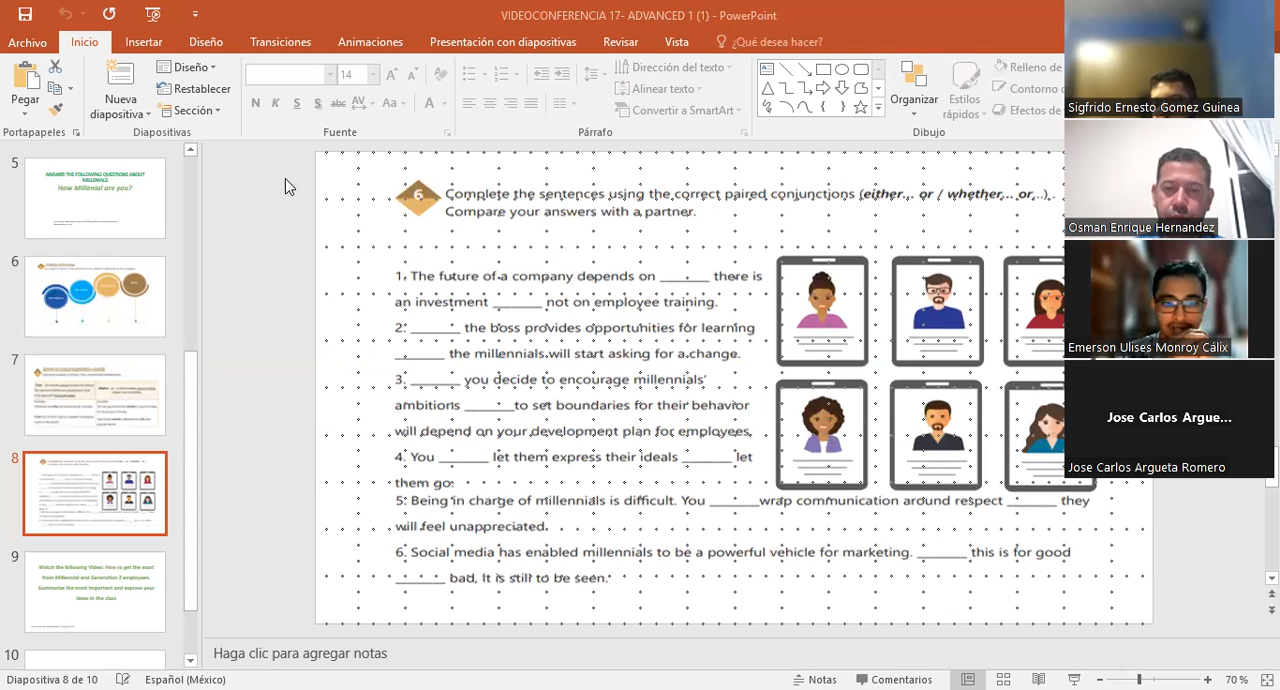 VIDEOCONFERENCIA 17- ADVANCED 1 (1) - PowerPoint
Archivo Inicio Insertar Diseño Transiciones Animaciones Presentación con diapositivas Revisar Vista ¿Qué desea hacer?
Pegar
Nueva diapositiva
Diseño
Restablecer
Sección
14
N K S S abc AV Aa A
Dirección del texto
Alinear texto
Convertir a SmartArt
Organizar
Estilos rápidos
Relleno de
Contorno
Efectos de
Portapapeles Diapositivas Fuente Párrafo Dibujo
5
ANSWER THE FOLLOWING QUESTIONS ABOUT
MILLENIALS
How Millenial are you?
6
7
8
9
Watch the following Video: How to get the most
from Millennial and Generation Z employees.
Summarize the most important and express your
ideas in the class
10
6 Complete the sentences using the correct paired conjunctions (either... or / whether... or...).
Compare your answers with a partner.
1. The future of a company depends on ______ there is
an investment ______ not on employee training.
2. ______ the boss provides opportunities for learning
______ the millennials will start asking for a change.
3. ______ you decide to encourage millennials'
ambitions ______ to set boundaries for their behavior
will depend on your development plan for employees.
4. You ______ let them express their ideals ______ let
them go.
5. Being in charge of millennials is difficult. You ______ wrap communication around respect ______ they
will feel unappreciated.
6. Social media has enabled millennials to be a powerful vehicle for marketing. ______ this is for good
______ bad, It is still to be seen.
Sigfrido Ernesto Gomez Guinea
Osman Enrique Hernandez
Emerson Ulises Monroy Cálix
Jose Carlos Argue...
Jose Carlos Argueta Romero
Haga clic para agregar notas
Diapositiva 8 de 10 Español (México) Notas Comentarios 70 %